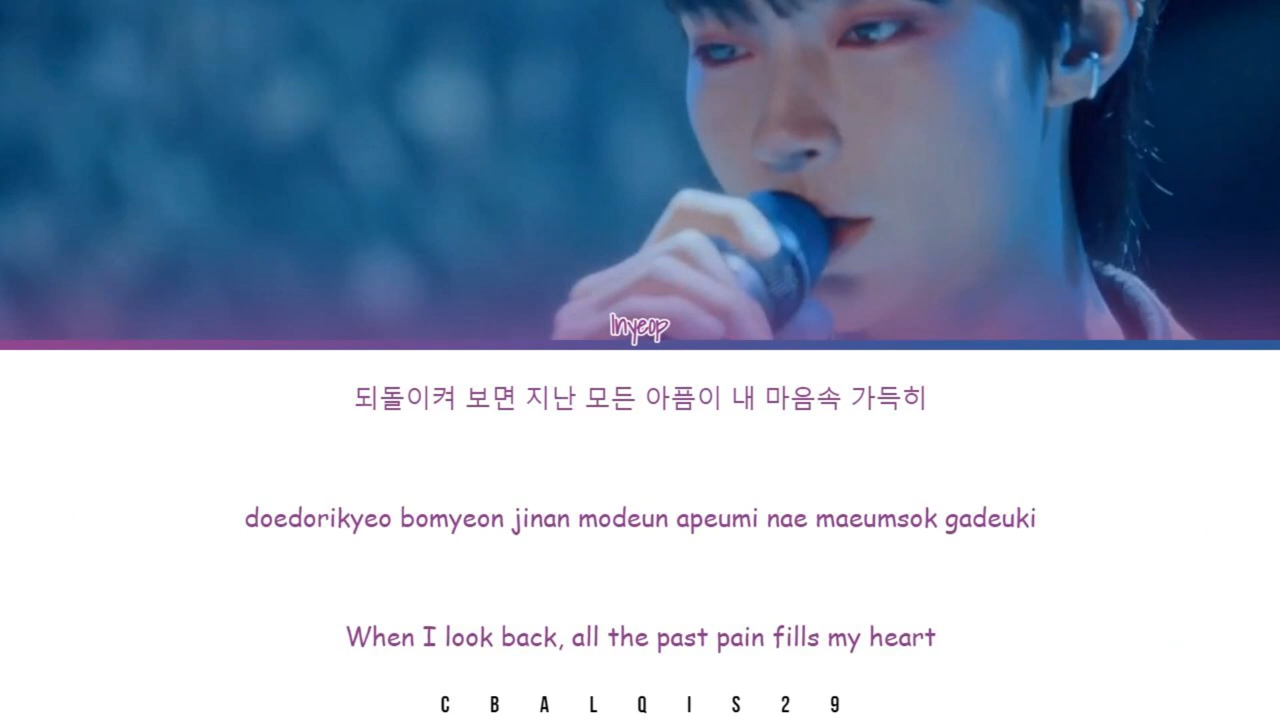 Inyeop
되돌이켜 보면 지난 모든 아픔이 내 마음속 가득히
doedorikyeo bomyeon jinan modeun apeumi nae maeumsok gadeuki
When I look back, all the past pain fills my heart
CBALQIS29